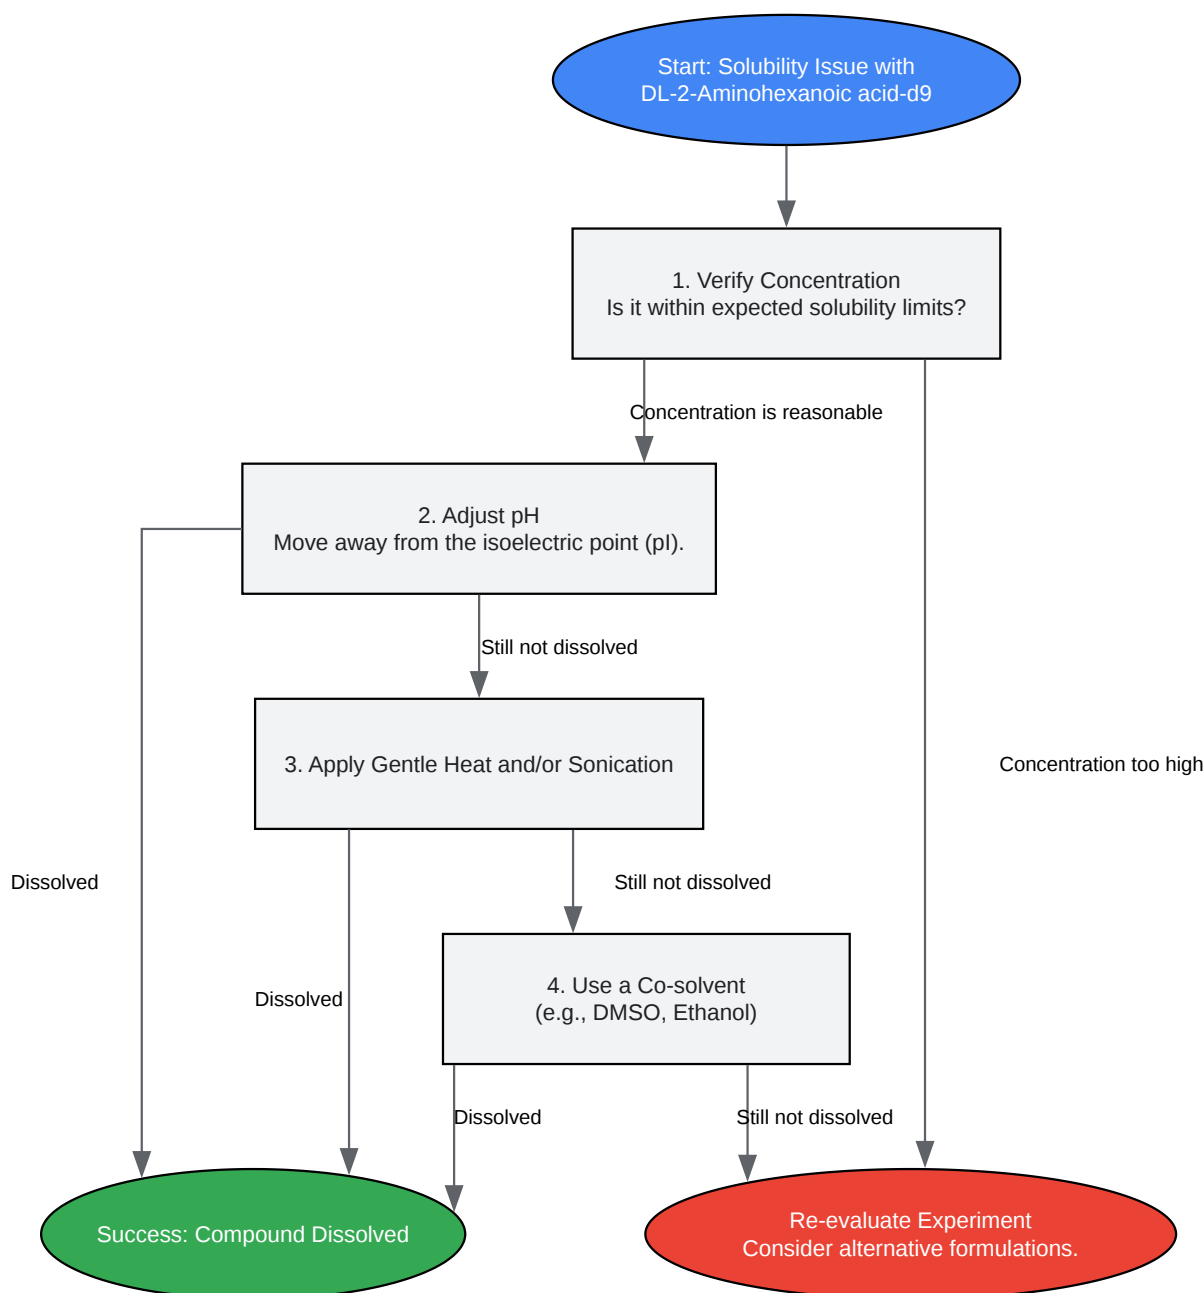 Start: Solubility Issue with
DL-2-Aminohexanoic acid-d9
1. Verify Concentration
Is it within expected solubility limits?
Concentration is reasonable
2. Adjust pH
Move away from the isoelectric point (pI).
Still not dissolved
3. Apply Gentle Heat and/or Sonication
Concentration too high
Dissolved
Still not dissolved
4. Use a Co-solvent
(e.g., DMSO, Ethanol)
Dissolved
Dissolved
Still not dissolved
Success: Compound Dissolved
Re-evaluate Experiment
Consider alternative formulations.